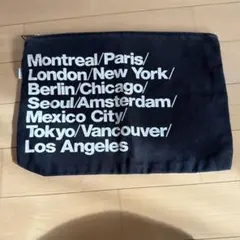 Montreal/Paris/
London/New York/
Berlin/Chicago/
Seoul/Amsterdam/
Mexico City/
Tokyo/Vancouver/
Los Angeles